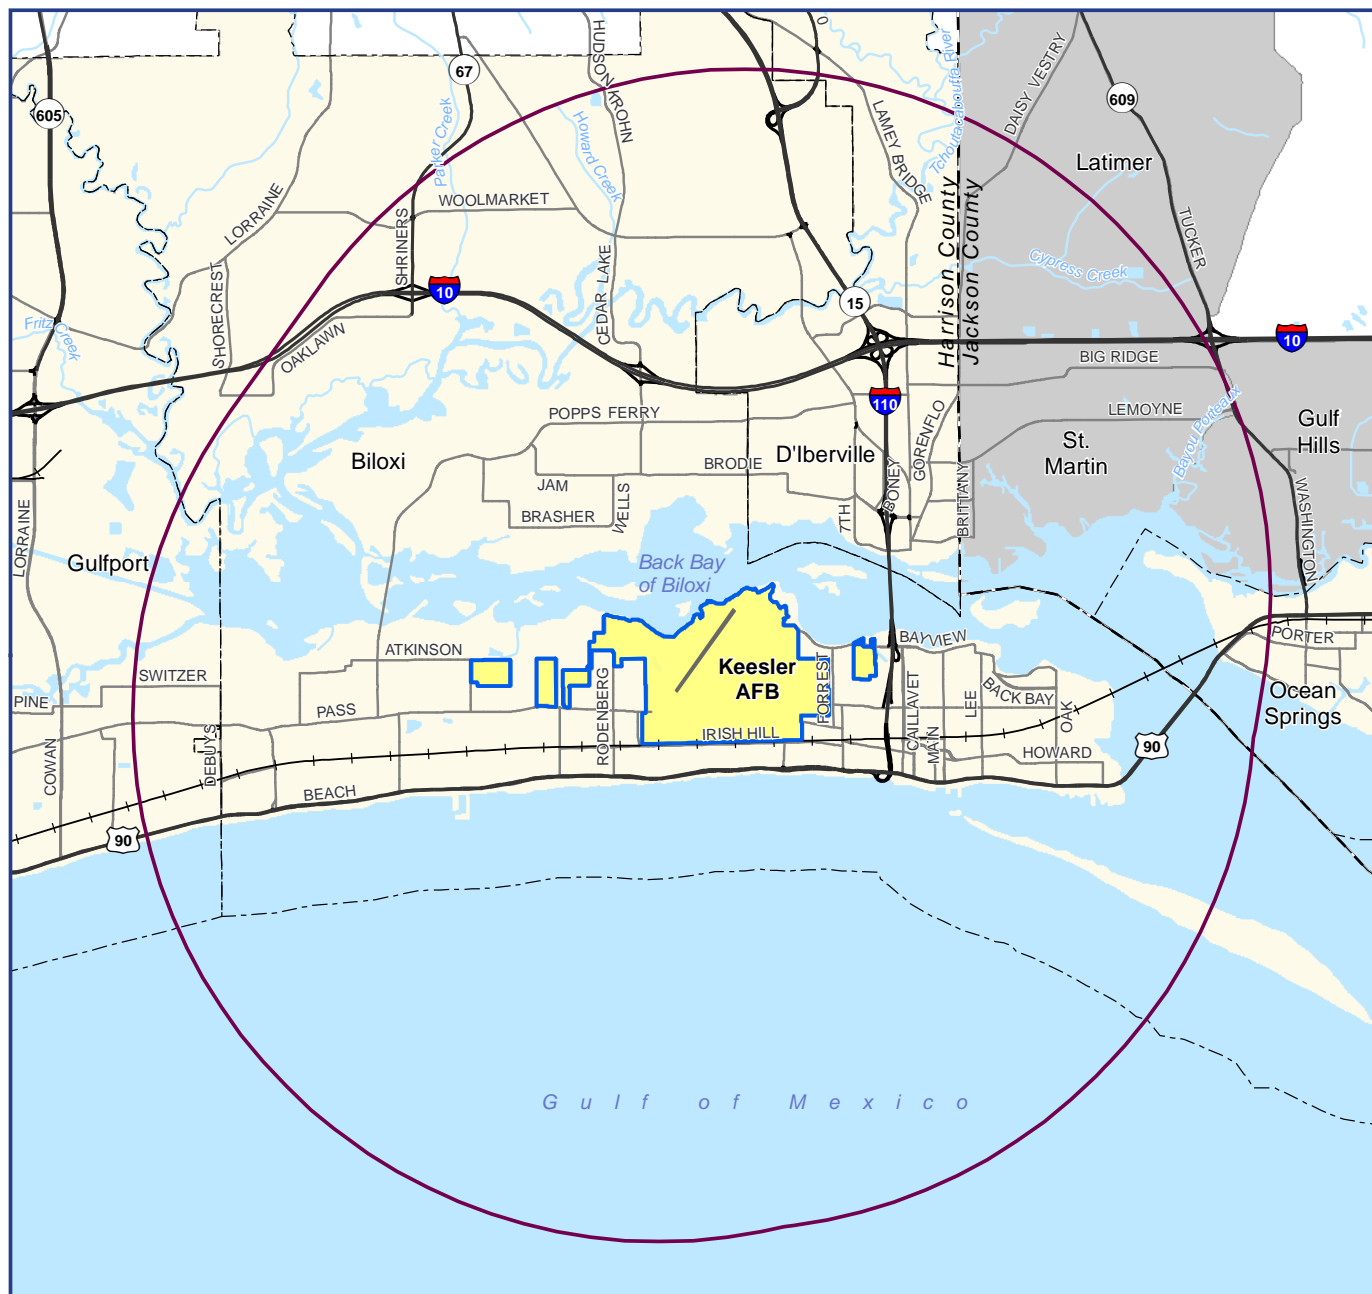 605
67
HUDSON KROHN
0
LAMEY BRIDGE
Tchoutacabouffa River
DAISY VESTRY
609
Latimer
Parker Creek
Howard Creek
LORRAINE
WOOLMARKET
SHRINERS
Harrison County
Jackson County
TUCKER
Cypress Creek
SHORECREST
CEDAR LAKE
10
15
Fritz Creek
OAKLAWN
10
BIG RIDGE
110
POPPS FERRY
GORENFLO
LEMOYNE
Bayou Porteaux
Gulf
Hills
St.
Martin
Biloxi
D'Iberville
BRODIE
BONEY
JAM
BRASHER
WELLS
7TH
BRITTANY
WASHINGTON
LORRAINE
Gulfport
Back Bay
of Biloxi
BAYVIEW
PORTER
ATKINSON
SWITZER
Keesler
AFB
FORREST
RODENBERG
CAILLAVET
LEE
BACK BAY
Ocean
Springs
PINE
PASS
OAK
IRISH HILL
MAIN
HOWARD
90
COWAN
DEBUYS
BEACH
90
Gulf of Mexico